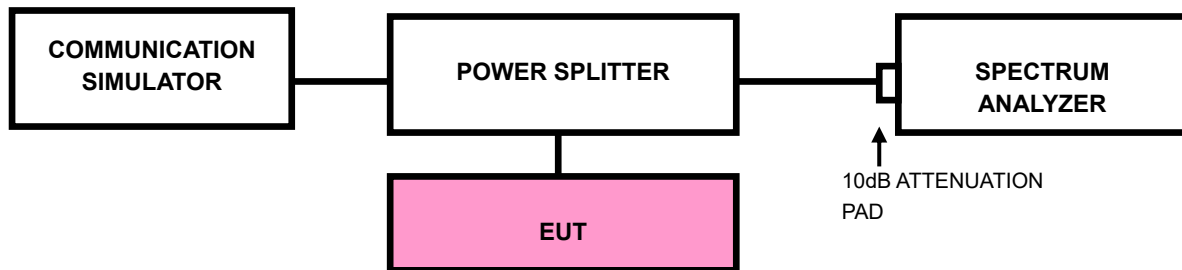 COMMUNICATION
SIMULATOR
POWER SPLITTER
SPECTRUM
ANALYZER
10dB ATTENUATION
PAD
EUT